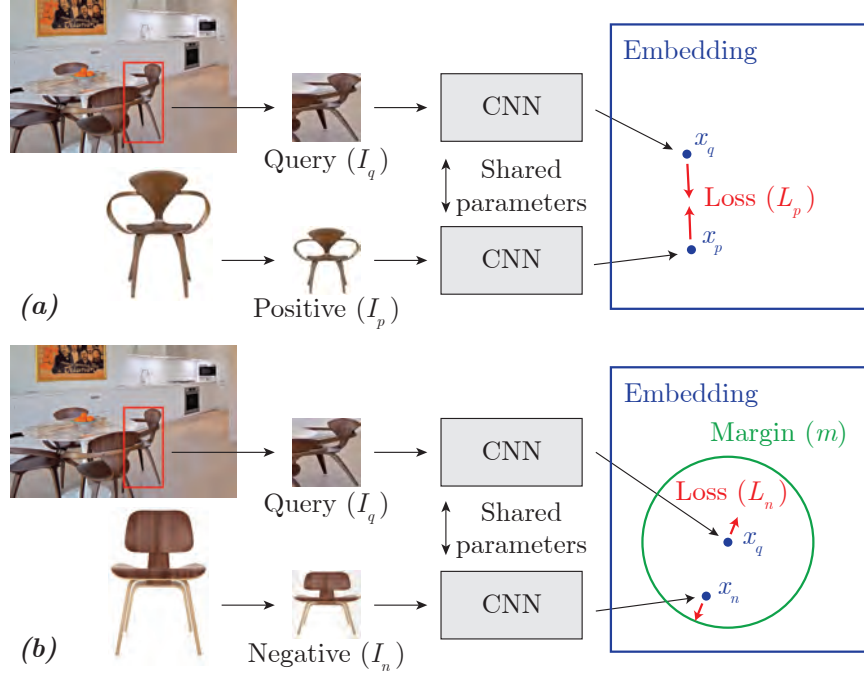 Embedding
CNN
Query (I_q)
x_q
Shared
parameters
Loss (L_p)
x_p
CNN
Positive (I_p)
(a)
Embedding
Margin (m)
CNN
Query (I_q)
Loss (L_n)
x_q
Shared
parameters
x_n
CNN
Negative (I_n)
(b)